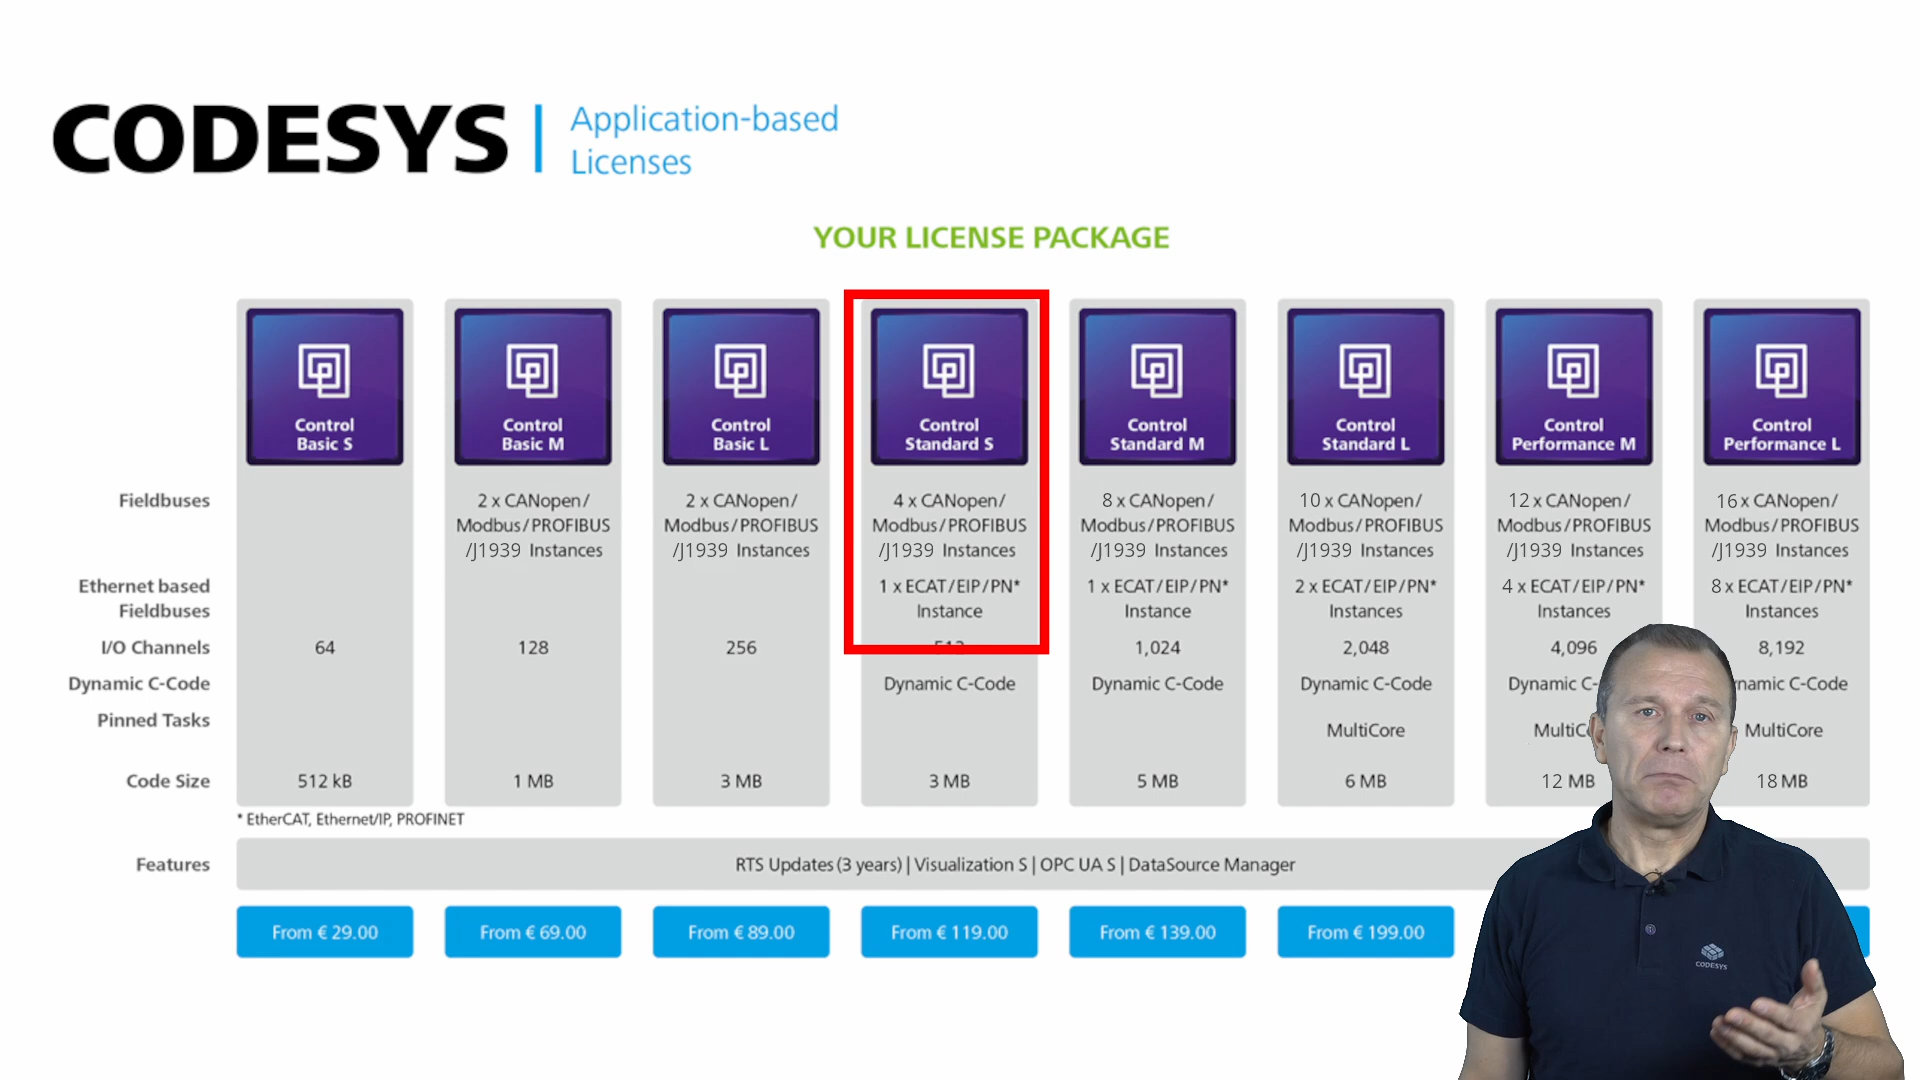 CODESYS
Application-based
Licenses
YOUR LICENSE PACKAGE
Control
Basic S
Control
Basic M
Control
Basic L
Control
Standard S
Control
Standard M
Control
Standard L
Control
Performance M
Control
Performance L
Fieldbuses
2 x CANopen/
Modbus/PROFIBUS
/J1939 Instances
2 x CANopen/
Modbus/PROFIBUS
/J1939 Instances
4 x CANopen/
Modbus/PROFIBUS
/J1939 Instances
8 x CANopen/
Modbus/PROFIBUS
/J1939 Instances
10 x CANopen/
Modbus/PROFIBUS
/J1939 Instances
12 x CANopen/
Modbus/PROFIBUS
/J1939 Instances
16 x CANopen/
Modbus/PROFIBUS
/J1939 Instances
Ethernet based
Fieldbuses
1 x ECAT/EIP/PN*
Instance
1 x ECAT/EIP/PN*
Instance
2 x ECAT/EIP/PN*
Instances
4 x ECAT/EIP/PN*
Instances
8 x ECAT/EIP/PN*
Instances
I/O Channels
64
128
256
512
1,024
2,048
4,096
8,192
Dynamic C-Code
Dynamic C-Code
Dynamic C-Code
Dynamic C-Code
Dynamic C-
namic C-Code
Pinned Tasks
MultiCore
MultiC
MultiCore
Code Size
512 kB
1 MB
3 MB
3 MB
5 MB
6 MB
12 MB
18 MB
* EtherCAT, Ethernet/IP, PROFINET
Features
RTS Updates (3 years) | Visualization S | OPC UA S | DataSource Manager
From € 29.00
From € 69.00
From € 89.00
From € 119.00
From € 139.00
From € 199.00
CODESYS